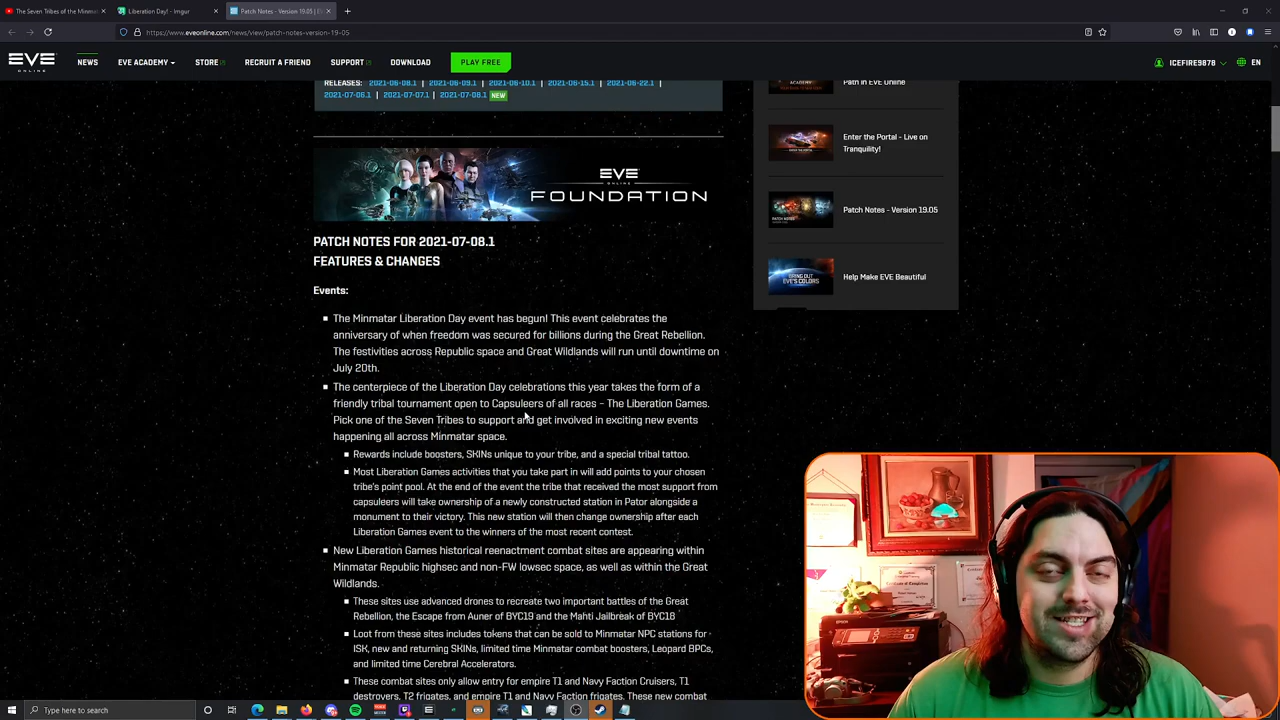 The Seven Tribes of the Minmat
Liberation Day! - Imgur
Patch Notes - Version 19.05 | E
https://www.eveonline.com/news/view/patch-notes-version-19-05
EVE
ONLINE
NEWS
EVE ACADEMY
STORE
RECRUIT A FRIEND
SUPPORT
DOWNLOAD
PLAY FREE
ICEFIRE9878
EN
RELEASES: 2021-06-08.1 | 2021-06-09.1 | 2021-06-10.1 | 2021-06-15.1 | 2021-06-22.1 |
2021-07-06.1 | 2021-07-07.1 | 2021-07-08.1 NEW
Path in EVE Online
Enter the Portal - Live on
Tranquility!
Patch Notes - Version 19.05
Help Make EVE Beautiful
EVE
ONLINE
FOUNDATION
PATCH NOTES FOR 2021-07-08.1
FEATURES & CHANGES
Events:
The Minmatar Liberation Day event has begun! This event celebrates the
anniversary of when freedom was secured for billions during the Great Rebellion.
The festivities across Republic space and Great Wildlands will run until downtime on
July 20th.
The centerpiece of the Liberation Day celebrations this year takes the form of a
friendly tribal tournament open to Capsuleers of all races – The Liberation Games.
Pick one of the Seven Tribes to support and get involved in exciting new events
happening all across Minmatar space.
Rewards include boosters, SKINs unique to your tribe, and a special tribal tattoo.
Most Liberation Games activities that you take part in will add points to your chosen
tribe's point pool. At the end of the event the tribe that received the most support from
capsuleers will take ownership of a newly constructed station in Pator alongside a
monument to their victory. This new station will then change ownership after each
Liberation Games event to the winners of the most recent contest.
New Liberation Games historical reenactment combat sites are appearing within
Minmatar Republic highsec and non-FW lowsec space, as well as within the Great
Wildlands.
These sites use advanced drones to recreate two important battles of the Great
Rebellion, the Escape from Auner of BYC19 and the Mahti Jailbreak of BYC18
Loot from these sites includes tokens that can be sold to Minmatar NPC stations for
ISK, new and returning SKINs, limited time Minmatar combat boosters, Leopard BPCs,
and limited time Cerebral Accelerators.
These combat sites only allow entry for empire T1 and Navy Faction Cruisers, T1
destroyers, T2 frigates, and empire T1 and Navy Faction frigates. These new combat
EPSON
Type here to search